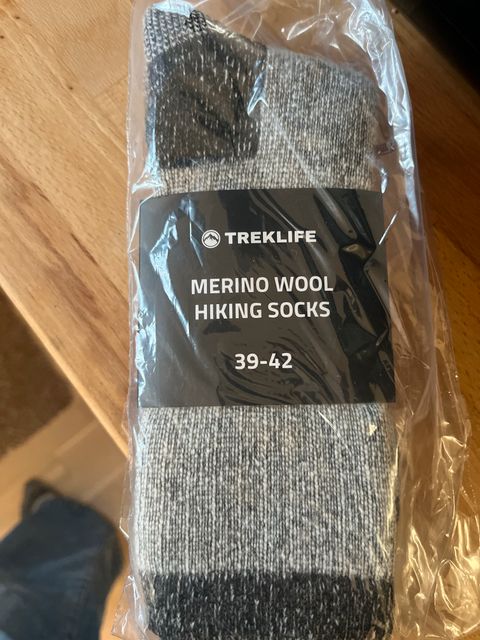 TREKLIFE
MERINO WOOL
HIKING SOCKS
39-42